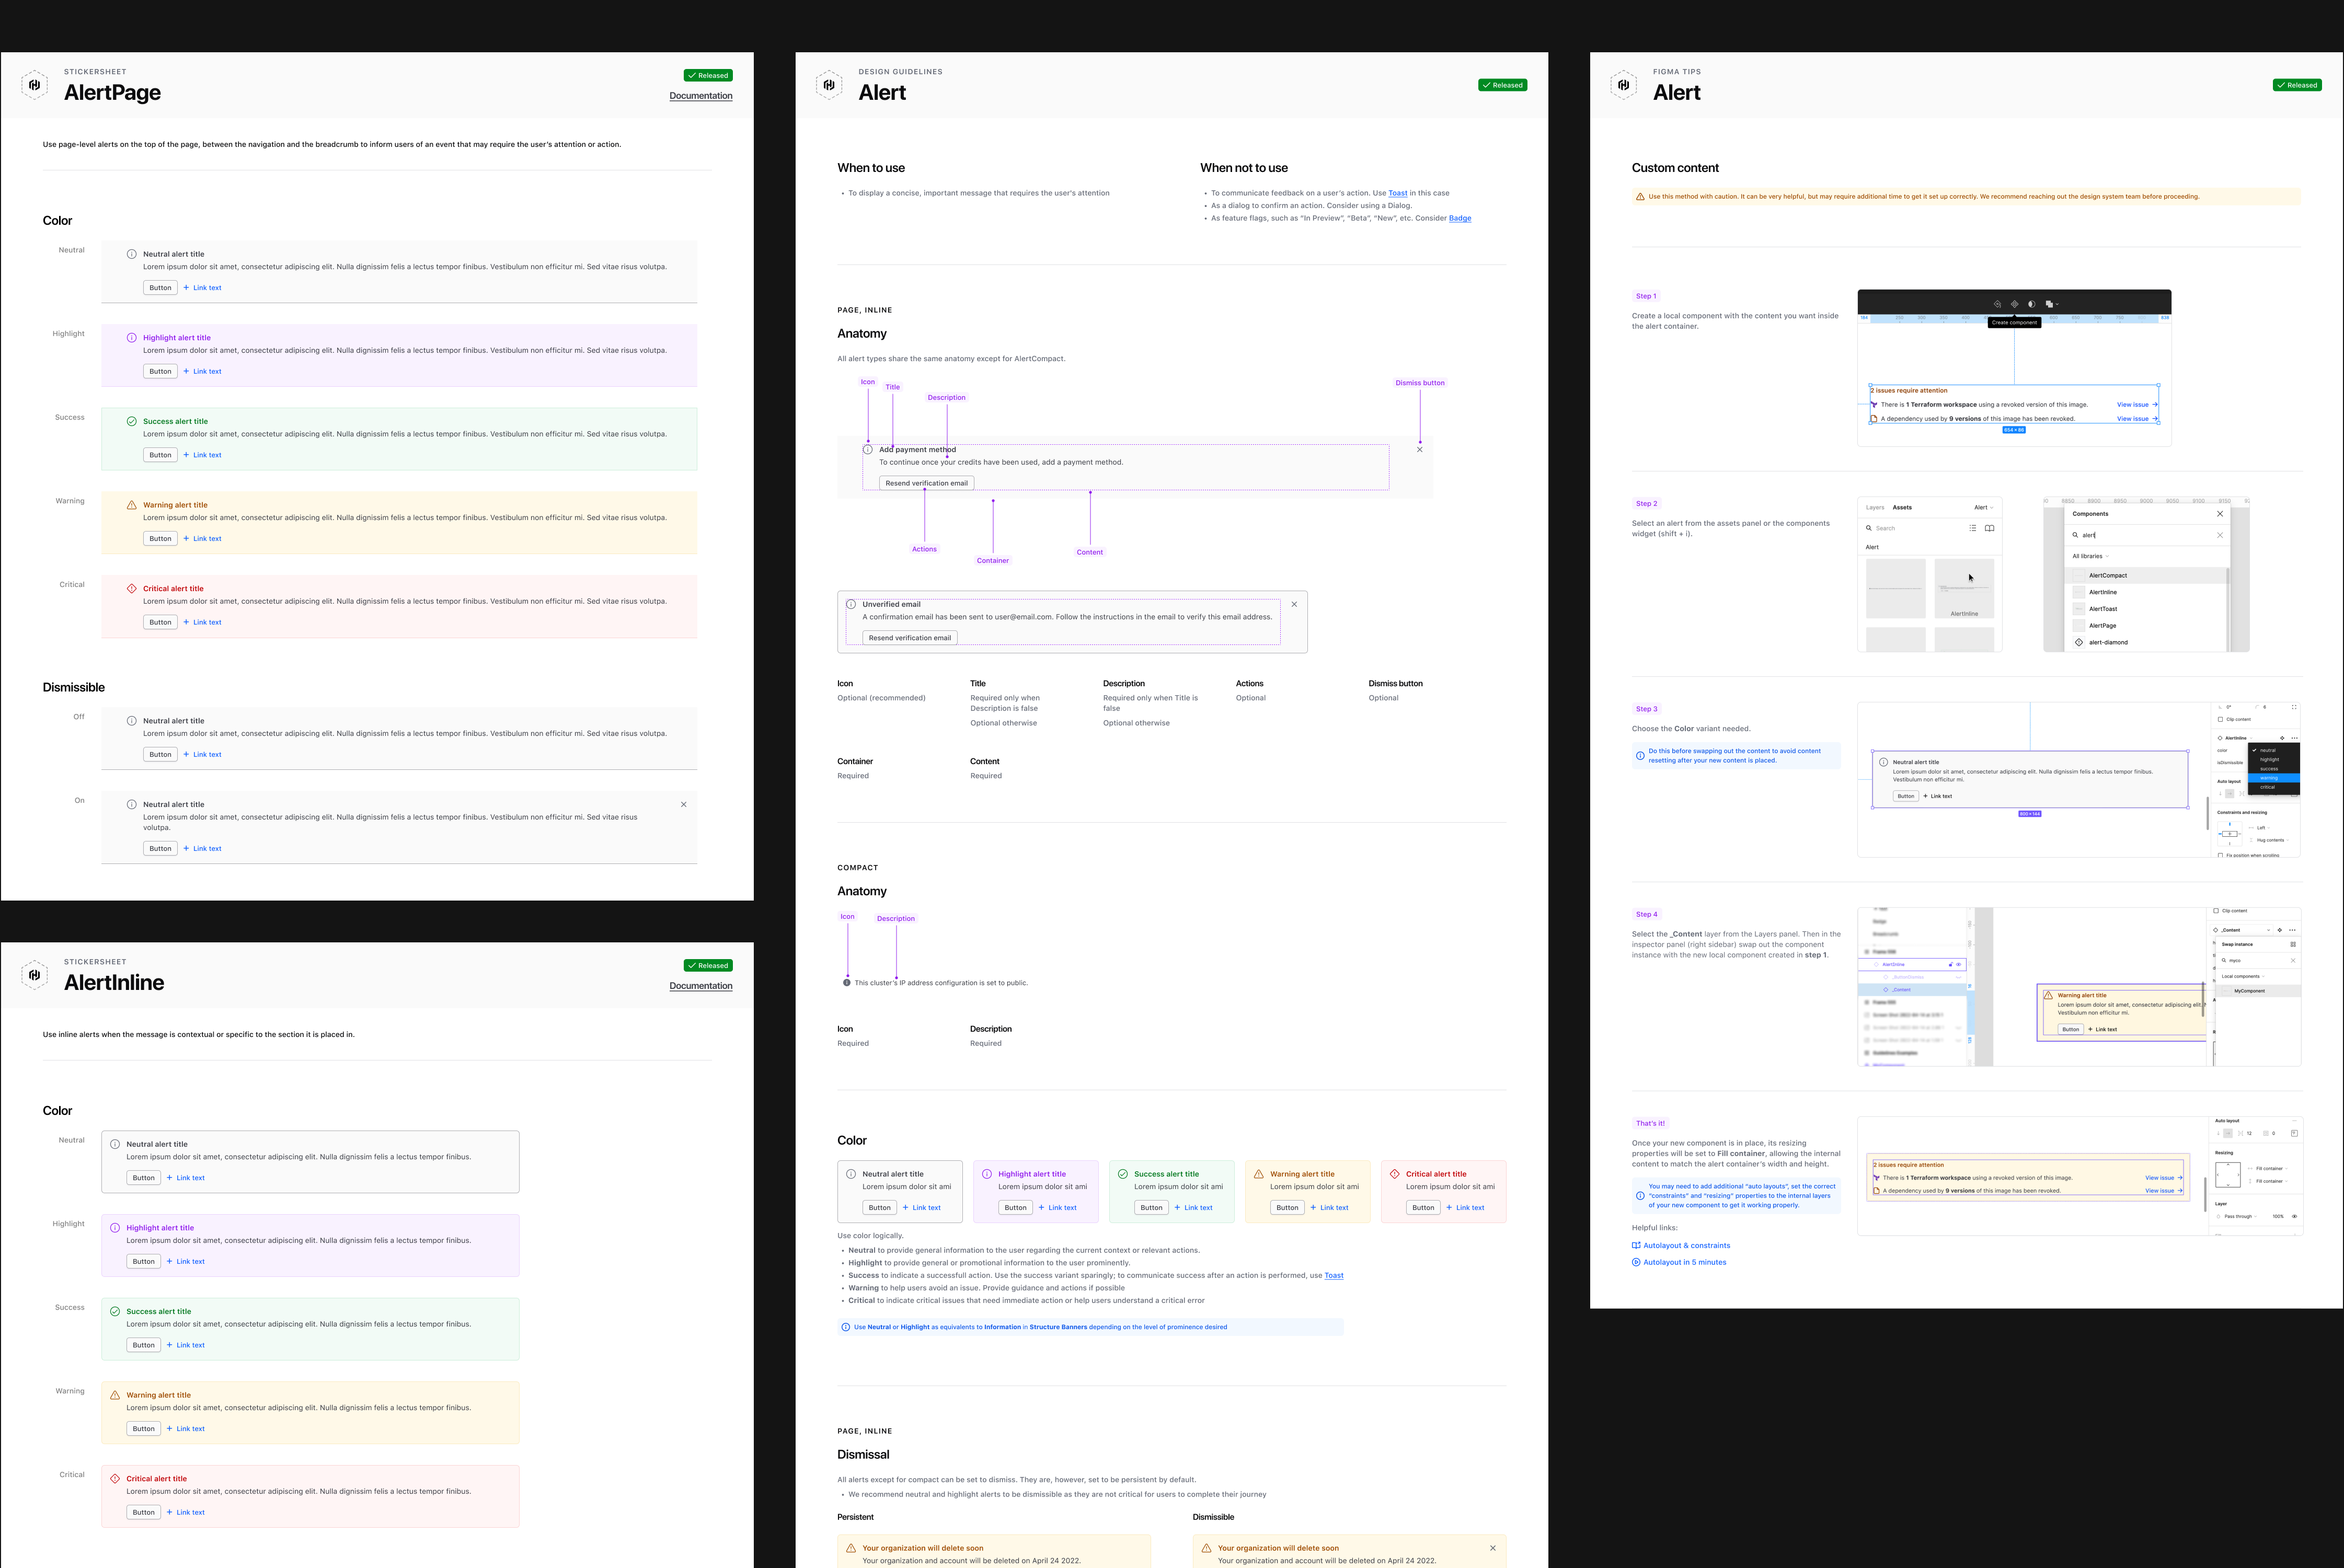 STICKERSHEET
AlertPage
Released
Documentation
Use page-level alerts on the top of the page, between the navigation and the breadcrumb to inform users of an event that may require the user's attention or action.
Color
Neutral
Neutral alert title
Lorem ipsum dolor sit amet, consectetur adipiscing elit. Nulla dignissim felis a lectus tempor finibus. Vestibulum non efficitur mi. Sed vitae risus volutpa.
Button + Link text
Highlight
Highlight alert title
Lorem ipsum dolor sit amet, consectetur adipiscing elit. Nulla dignissim felis a lectus tempor finibus. Vestibulum non efficitur mi. Sed vitae risus volutpa.
Button + Link text
Success
Success alert title
Lorem ipsum dolor sit amet, consectetur adipiscing elit. Nulla dignissim felis a lectus tempor finibus. Vestibulum non efficitur mi. Sed vitae risus volutpa.
Button + Link text
Warning
Warning alert title
Lorem ipsum dolor sit amet, consectetur adipiscing elit. Nulla dignissim felis a lectus tempor finibus. Vestibulum non efficitur mi. Sed vitae risus volutpa.
Button + Link text
Critical
Critical alert title
Lorem ipsum dolor sit amet, consectetur adipiscing elit. Nulla dignissim felis a lectus tempor finibus. Vestibulum non efficitur mi. Sed vitae risus volutpa.
Button + Link text
Dismissible
Off
Neutral alert title
Lorem ipsum dolor sit amet, consectetur adipiscing elit. Nulla dignissim felis a lectus tempor finibus. Vestibulum non efficitur mi. Sed vitae risus volutpa.
Button + Link text
On
Neutral alert title
Lorem ipsum dolor sit amet, consectetur adipiscing elit. Nulla dignissim felis a lectus tempor finibus. Vestibulum non efficitur mi. Sed vitae risus
volutpa.
Button + Link text
STICKERSHEET
AlertInline
Released
Documentation
Use inline alerts when the message is contextual or specific to the section it is placed in.
Color
Neutral
Neutral alert title
Lorem ipsum dolor sit amet, consectetur adipiscing elit. Nulla dignissim felis a lectus tempor finibus.
Button + Link text
Highlight
Highlight alert title
Lorem ipsum dolor sit amet, consectetur adipiscing elit. Nulla dignissim felis a lectus tempor finibus.
Button + Link text
Success
Success alert title
Lorem ipsum dolor sit amet, consectetur adipiscing elit. Nulla dignissim felis a lectus tempor finibus.
Button + Link text
Warning
Warning alert title
Lorem ipsum dolor sit amet, consectetur adipiscing elit. Nulla dignissim felis a lectus tempor finibus.
Button + Link text
Critical
Critical alert title
Lorem ipsum dolor sit amet, consectetur adipiscing elit. Nulla dignissim felis a lectus tempor finibus.
Button + Link text
DESIGN GUIDELINES
Alert
Released
When to use
• To display a concise, important message that requires the user's attention
When not to use
• To communicate feedback on a user's action. Use Toast in this case
• As a dialog to confirm an action. Consider using a Dialog.
• As feature flags, such as “In Preview”, “Beta”, “New”, etc. Consider Badge
PAGE, INLINE
Anatomy
All alert types share the same anatomy except for AlertCompact.
Icon
Title
Description
Dismiss button
Add payment method
To continue once your credits have been used, add a payment method.
Resend verification email
Actions
Container
Content
Unverified email
A confirmation email has been sent to user@email.com. Follow the instructions in the email to verify this email address.
Resend verification email
Icon
Optional (recommended)
Title
Required only when
Description is false
Optional otherwise
Description
Required only when Title is
false
Optional otherwise
Actions
Optional
Dismiss button
Optional
Container
Required
Content
Required
COMPACT
Anatomy
Icon
Description
This cluster's IP address configuration is set to public.
Icon
Required
Description
Required
Color
Neutral alert title
Lorem ipsum dolor sit ami
Button + Link text
Highlight alert title
Lorem ipsum dolor sit ami
Button + Link text
Success alert title
Lorem ipsum dolor sit ami
Button + Link text
Warning alert title
Lorem ipsum dolor sit ami
Button + Link text
Critical alert title
Lorem ipsum dolor sit ami
Button + Link text
Use color logically.
• Neutral to provide general information to the user regarding the current context or relevant actions.
• Highlight to provide general or promotional information to the user prominently.
• Success to indicate a successfull action. Use the success variant sparingly; to communicate success after an action is performed, use Toast
• Warning to help users avoid an issue. Provide guidance and actions if possible
• Critical to indicate critical issues that need immediate action or help users understand a critical error
Use Neutral or Highlight as equivalents to Information in Structure Banners depending on the level of prominence desired
PAGE, INLINE
Dismissal
All alerts except for compact can be set to dismiss. They are, however, set to be persistent by default.
• We recommend neutral and highlight alerts to be dismissible as they are not critical for users to complete their journey
Persistent
Your organization will delete soon
Your organization and account will be deleted on April 24 2022.
Dismissible
Your organization will delete soon
Your organization and account will be deleted on April 24 2022.
FIGMA TIPS
Alert
Released
Custom content
Use this method with caution. It can be very helpful, but may require additional time to get it set up correctly. We recommend reaching out the design system team before proceeding.
Step 1
Create a local component with the content you want inside
the alert container.
Create component
2 issues require attention
There is 1 Terraform workspace using a revoked version of this image. View issue
A dependency used by 9 versions of this image has been revoked. View issue
654 × 86
Step 2
Select an alert from the assets panel or the components
widget (shift + i).
Layers Assets Alert
Search
Alert
AlertInline
8850 8900 8950 9000 9050 9100 9150
Components
alert
All libraries
AlertCompact
AlertInline
AlertToast
AlertPage
alert-diamond
Step 3
Choose the Color variant needed.
Do this before swapping out the content to avoid content
resetting after your new content is placed.
Neutral alert title
Lorem ipsum dolor sit amet, consectetur adipiscing elit. Nulla dignissim felis a lectus tempor finibus.
Vestibulum non efficitur mi.
Button + Link text
800 × 144
Clip content
AlertInline
color
isDismissible
neutral
highlight
success
warning
critical
Auto layout
Constraints and resizing
Left
Hug contents
Fix position when scrolling
Step 4
Select the _Content layer from the Layers panel. Then in the
inspector panel (right sidebar) swap out the component
instance with the new local component created in step 1.
AlertInline
_Content
Warning alert title
Lorem ipsum dolor sit amet, consectetur adipiscing elit.
Vestibulum non efficitur mi.
Button + Link text
Clip content
_Content
Swap instance
myco
Local components
MyComponent
That's it!
Once your new component is in place, its resizing
properties will be set to Fill container, allowing the internal
content to match the alert container's width and height.
You may need to add additional “auto layouts”, set the correct
“constraints” and “resizing” properties to the internal layers
of your new component to get it working properly.
Helpful links:
Autolayout & constraints
Autolayout in 5 minutes
2 issues require attention
There is 1 Terraform workspace using a revoked version of this image. View issue
A dependency used by 9 versions of this image has been revoked. View issue
Auto layout
12 0
Resizing
Fill container
Fill container
Layer
Pass through 100%